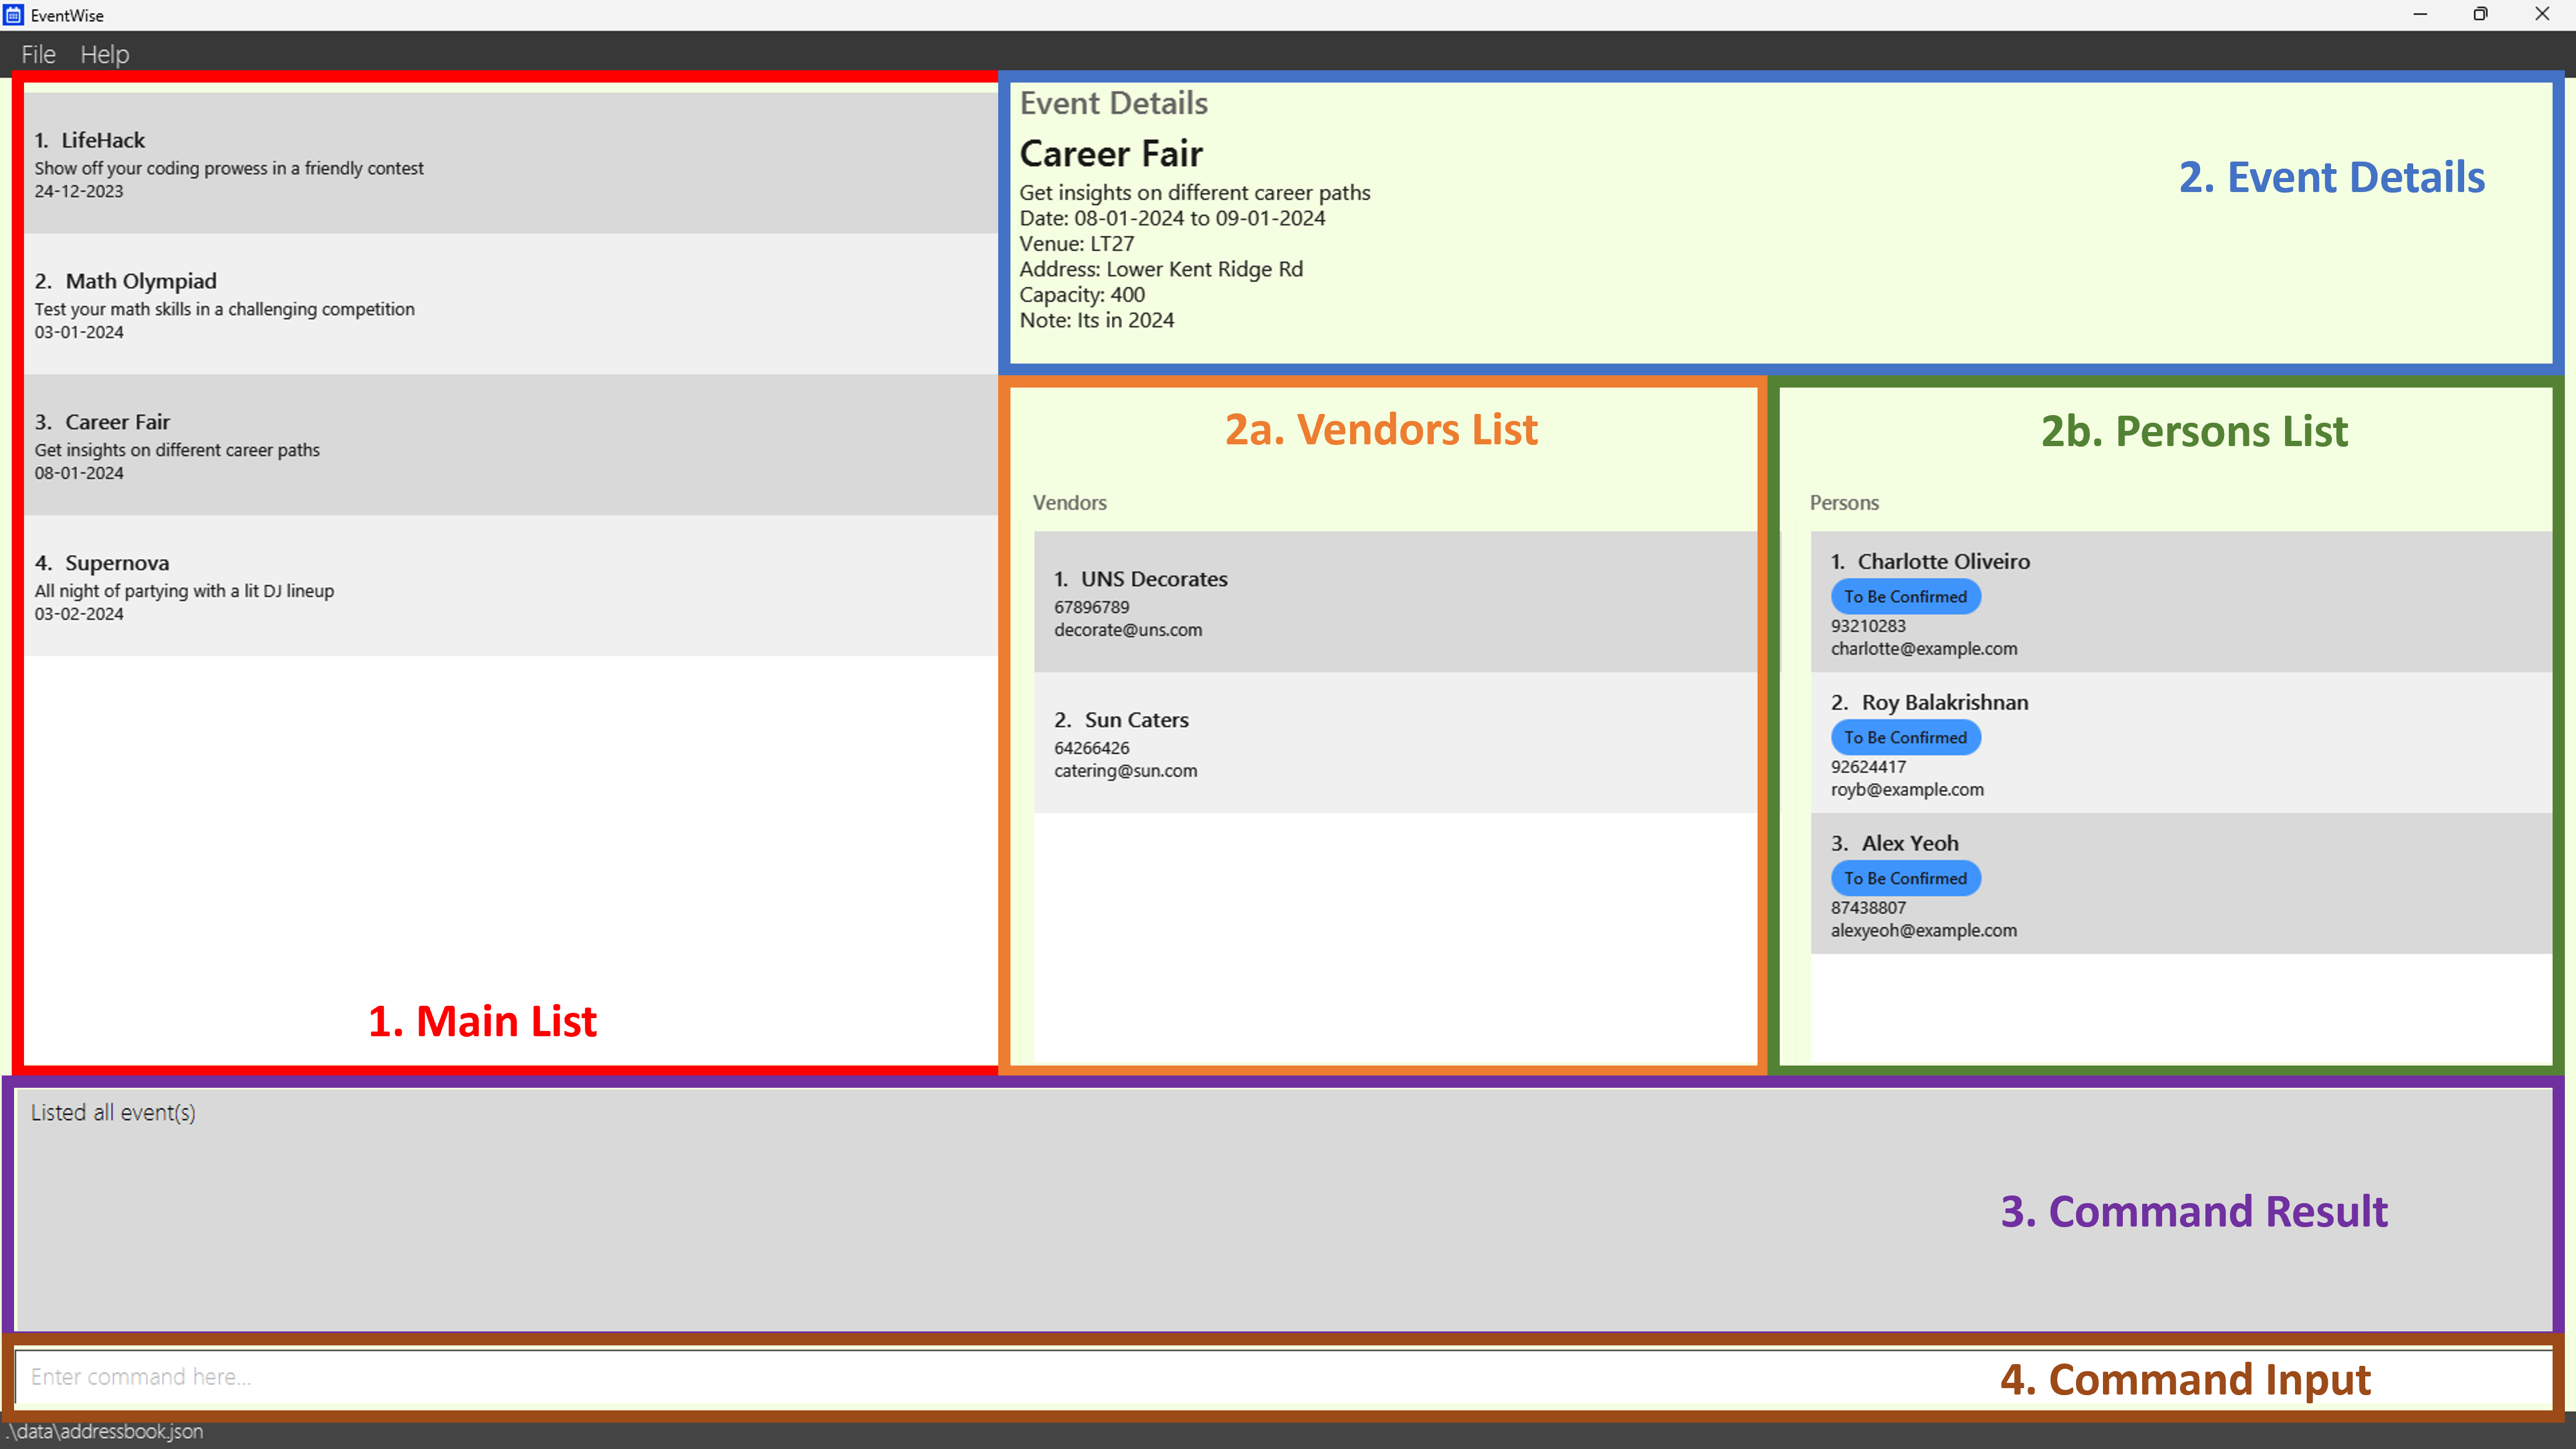 EventWise
File Help
1. LifeHack
Show off your coding prowess in a friendly contest
24-12-2023
2. Math Olympiad
Test your math skills in a challenging competition
03-01-2024
3. Career Fair
Get insights on different career paths
08-01-2024
4. Supernova
All night of partying with a lit DJ lineup
03-02-2024
1. Main List
Event Details
Career Fair
Get insights on different career paths
Date: 08-01-2024 to 09-01-2024
Venue: LT27
Address: Lower Kent Ridge Rd
Capacity: 400
Note: Its in 2024
2. Event Details
2a. Vendors List
Vendors
1. UNS Decorates
67896789
decorate@uns.com
2. Sun Caters
64266426
catering@sun.com
2b. Persons List
Persons
1. Charlotte Oliveiro
To Be Confirmed
93210283
charlotte@example.com
2. Roy Balakrishnan
To Be Confirmed
92624417
royb@example.com
3. Alex Yeoh
To Be Confirmed
87438807
alexyeoh@example.com
Listed all event(s)
3. Command Result
Enter command here...
4. Command Input
.\data\addressbook.json